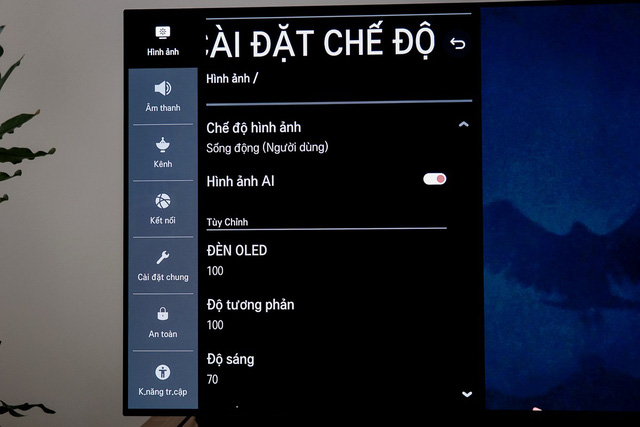 CÀI ĐẶT CHẾ ĐỘ
Hình ảnh /
Hình ảnh
Âm thanh
Kênh
Kết nối
Cài đặt chung
An toàn
K.năng tr.cập
Chế độ hình ảnh
Sống động (Người dùng)
Hình ảnh AI
Tùy Chỉnh
ĐÈN OLED
100
Độ tương phản
100
Độ sáng
70